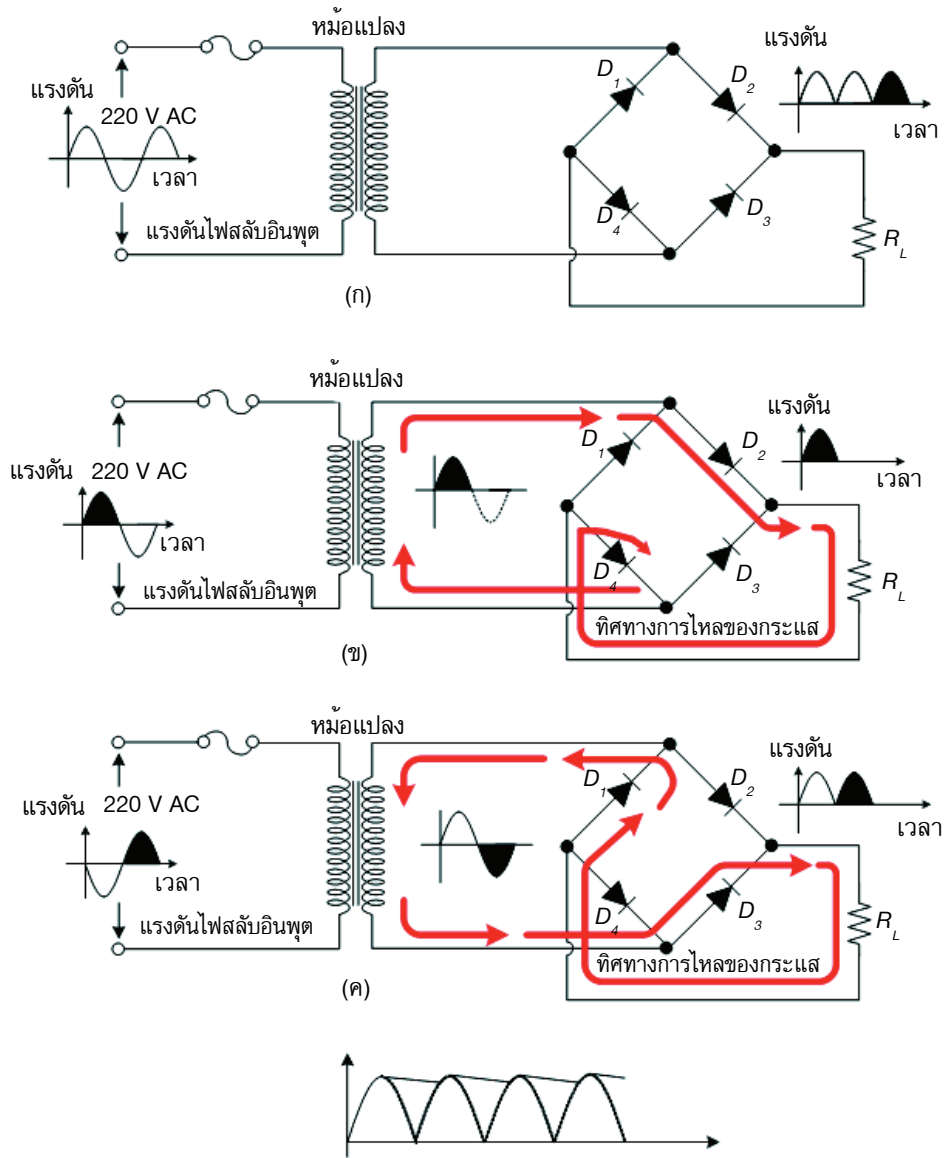 หม้อแปลง
แรงดัน
D1
D2
แรงดัน
220 V AC
เวลา
เวลา
แรงดันไฟสลับอินพุต
D4
D3
RL
(ก)
หม้อแปลง
แรงดัน
D1
D2
แรงดัน
220 V AC
เวลา
เวลา
แรงดันไฟสลับอินพุต
D4
D3
RL
ทิศทางการไหลของกระแส
(ข)
หม้อแปลง
แรงดัน
D1
D2
แรงดัน
220 V AC
เวลา
เวลา
แรงดันไฟสลับอินพุต
D4
D3
RL
ทิศทางการไหลของกระแส
(ค)